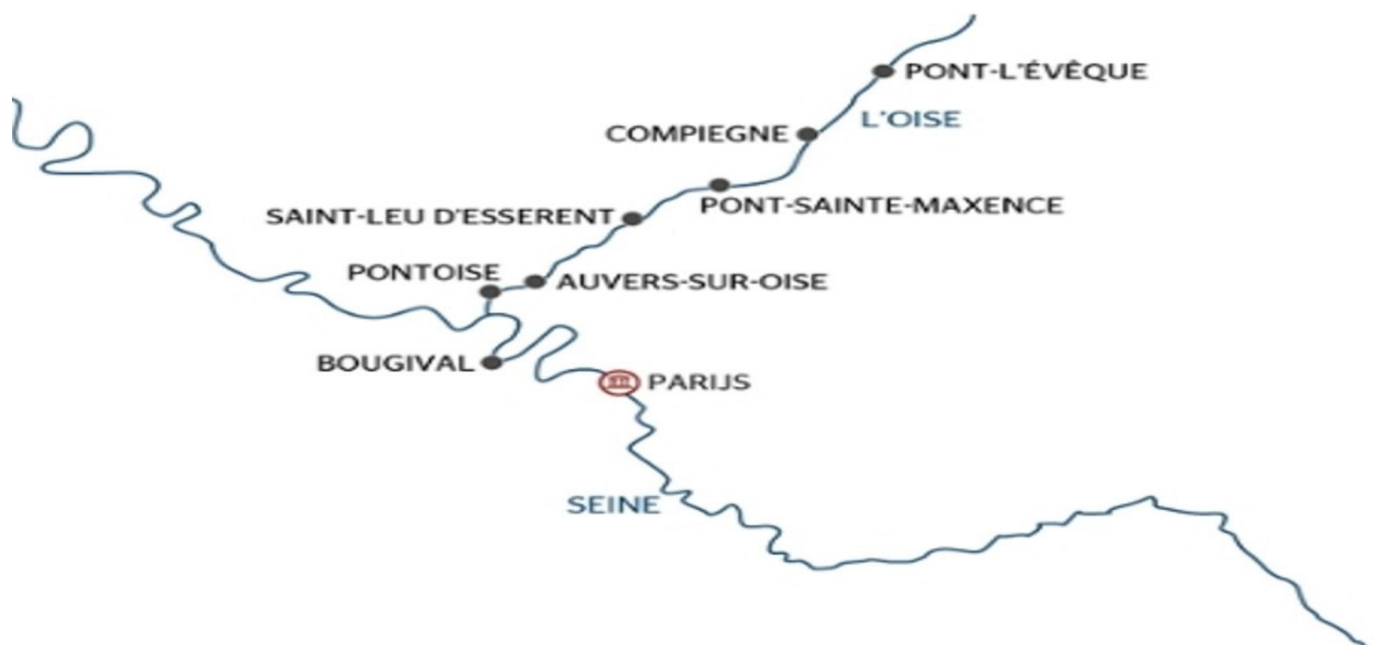 PONT-L'ÉVÊQUE
L'OISE
COMPIEGNE
PONT-SAINTE-MAXENCE
SAINT-LEU D'ESSERENT
PONTOISE
AUVERS-SUR-OISE
BOUGIVAL
PARIJS
SEINE